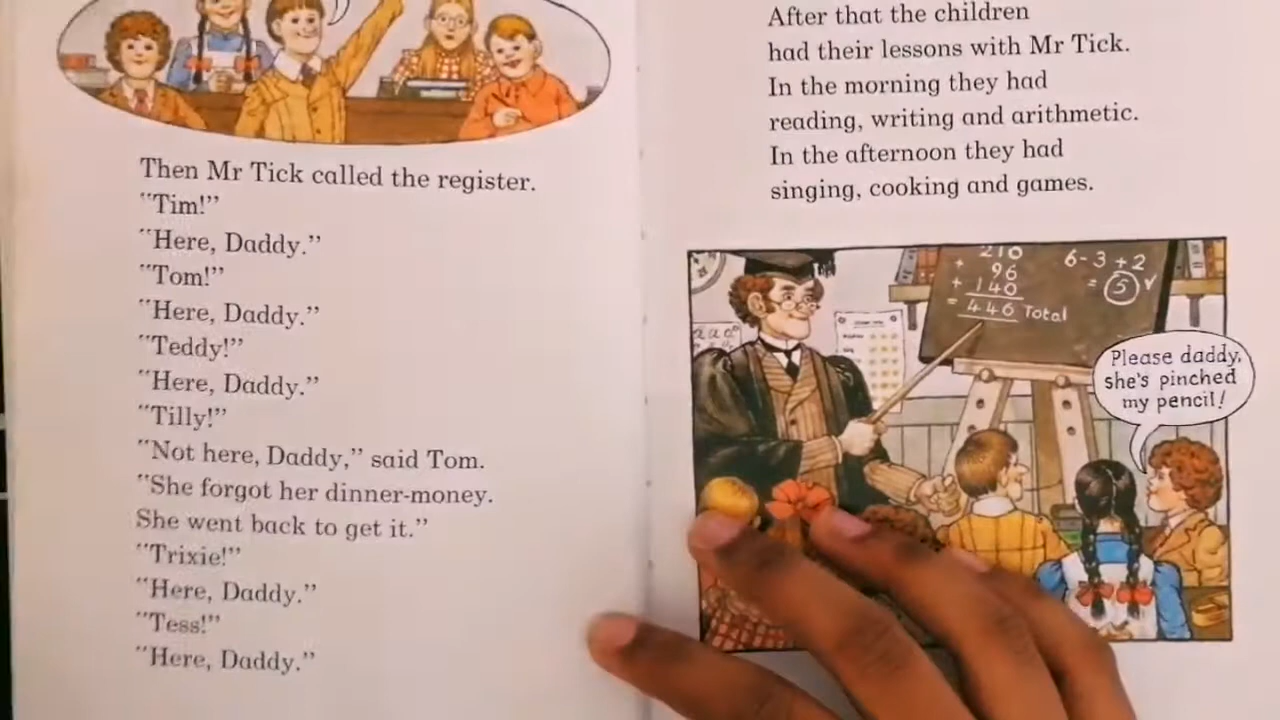 Then Mr Tick called the register.
"Tim!"
"Here, Daddy."
"Tom!"
"Here, Daddy."
"Teddy!"
"Here, Daddy."
"Tilly!"
"Not here, Daddy," said Tom.
"She forgot her dinner-money.
She went back to get it."
"Trixie!"
"Here, Daddy."
"Tess!"
"Here, Daddy."
After that the children
had their lessons with Mr Tick.
In the morning they had
reading, writing and arithmetic.
In the afternoon they had
singing, cooking and games.
210
+ 96
+ 140
= 446 Total
6-3+2
= 5 ✓
Please daddy,
she's pinched
my pencil!